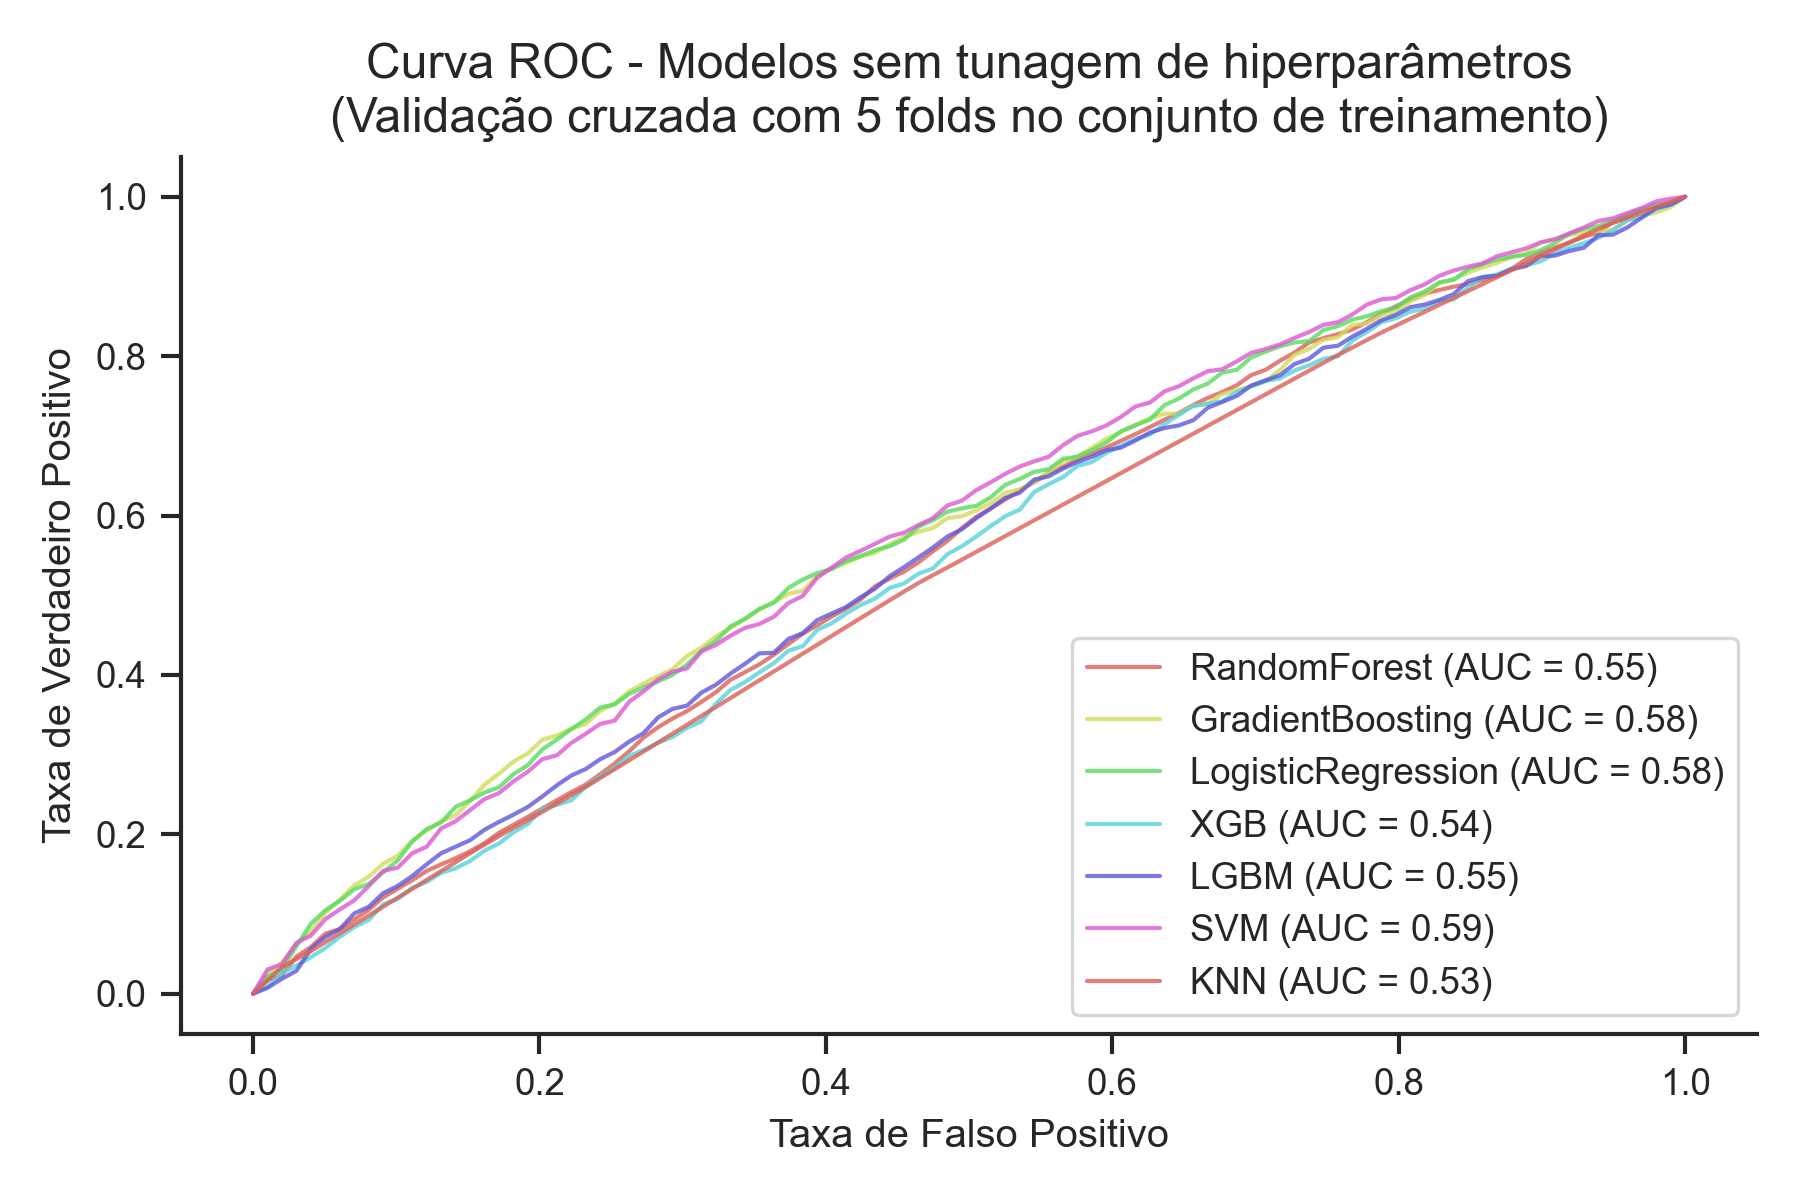 Curva ROC - Modelos sem tunagem de hiperparâmetros
(Validação cruzada com 5 folds no conjunto de treinamento)
Taxa de Verdadeiro Positivo
1.0
0.8
0.6
0.4
0.2
0.0
RandomForest (AUC = 0.55)
GradientBoosting (AUC = 0.58)
LogisticRegression (AUC = 0.58)
XGB (AUC = 0.54)
LGBM (AUC = 0.55)
SVM (AUC = 0.59)
KNN (AUC = 0.53)
0.0 0.2 0.4 0.6 0.8 1.0
Taxa de Falso Positivo